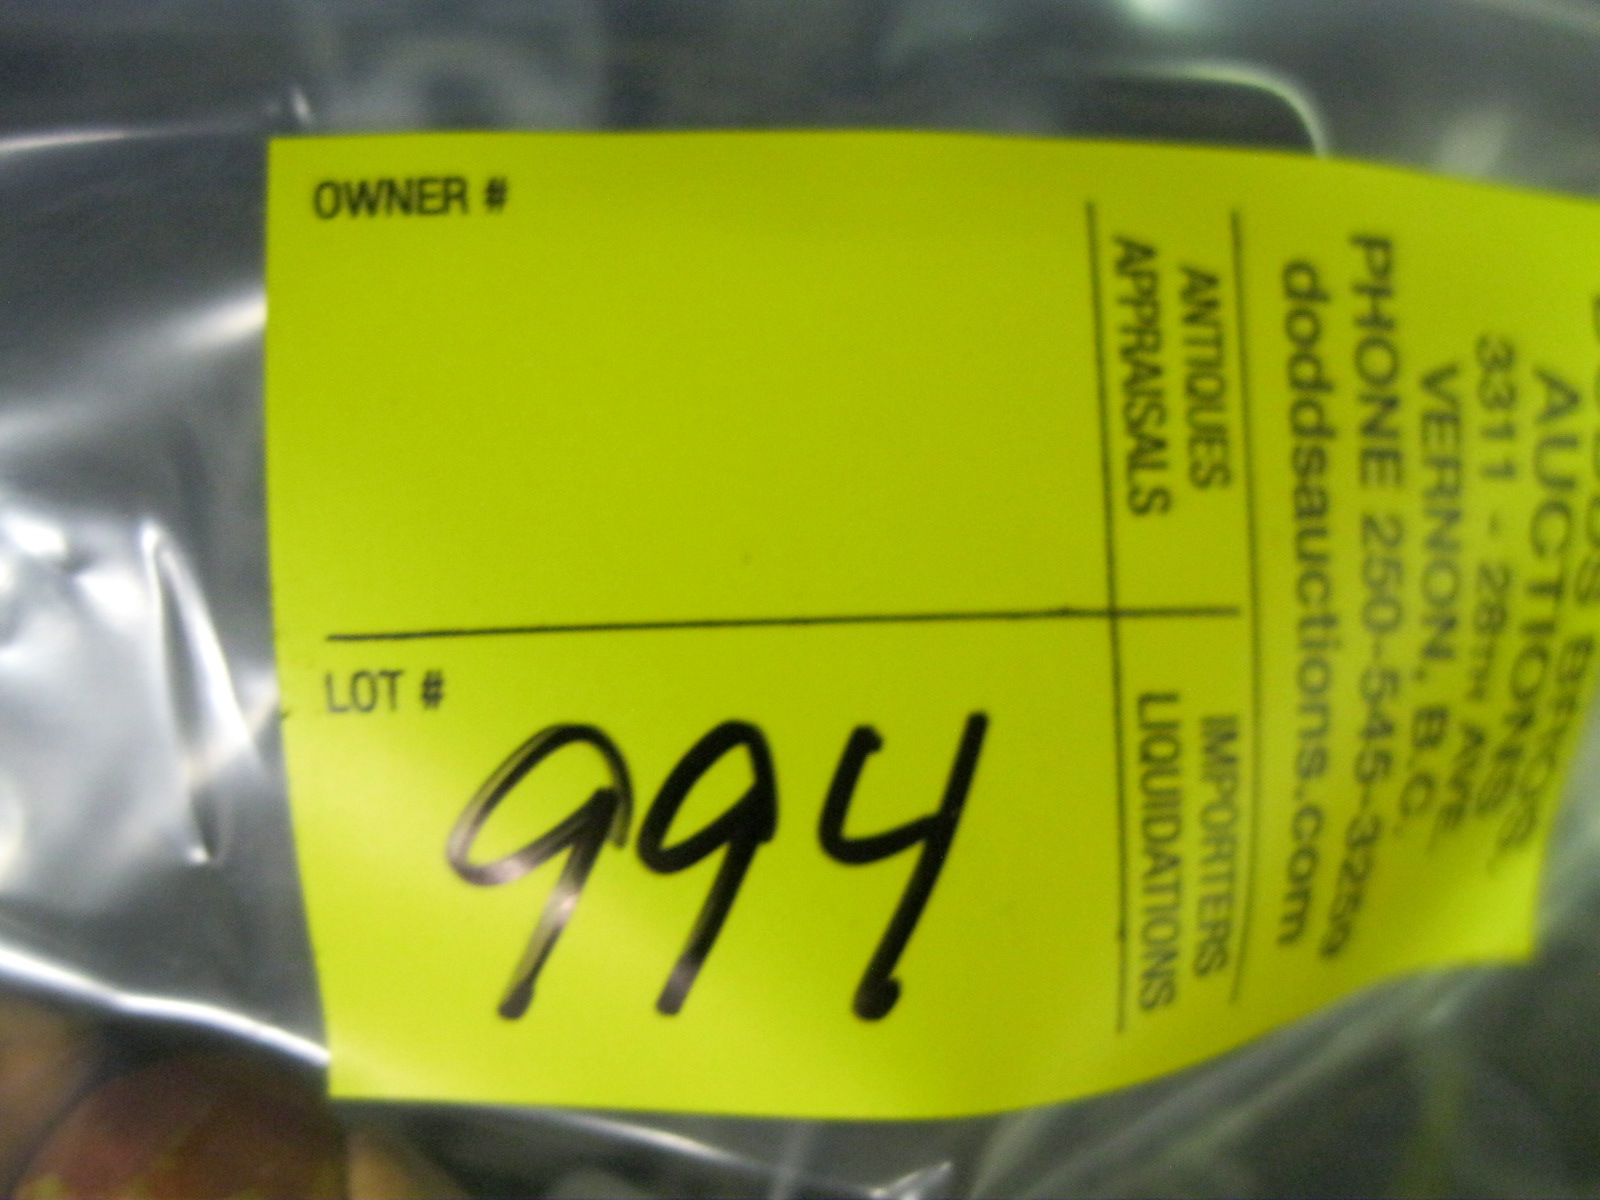 OWNER #
LOT #
994
AUCTIONS
3311 - 28TH AVE.
VERNON, B.C.
PHONE 250-545-3259
doddsauctions.com
ANTIQUES
APPRAISALS
IMPORTERS
LIQUIDATIONS